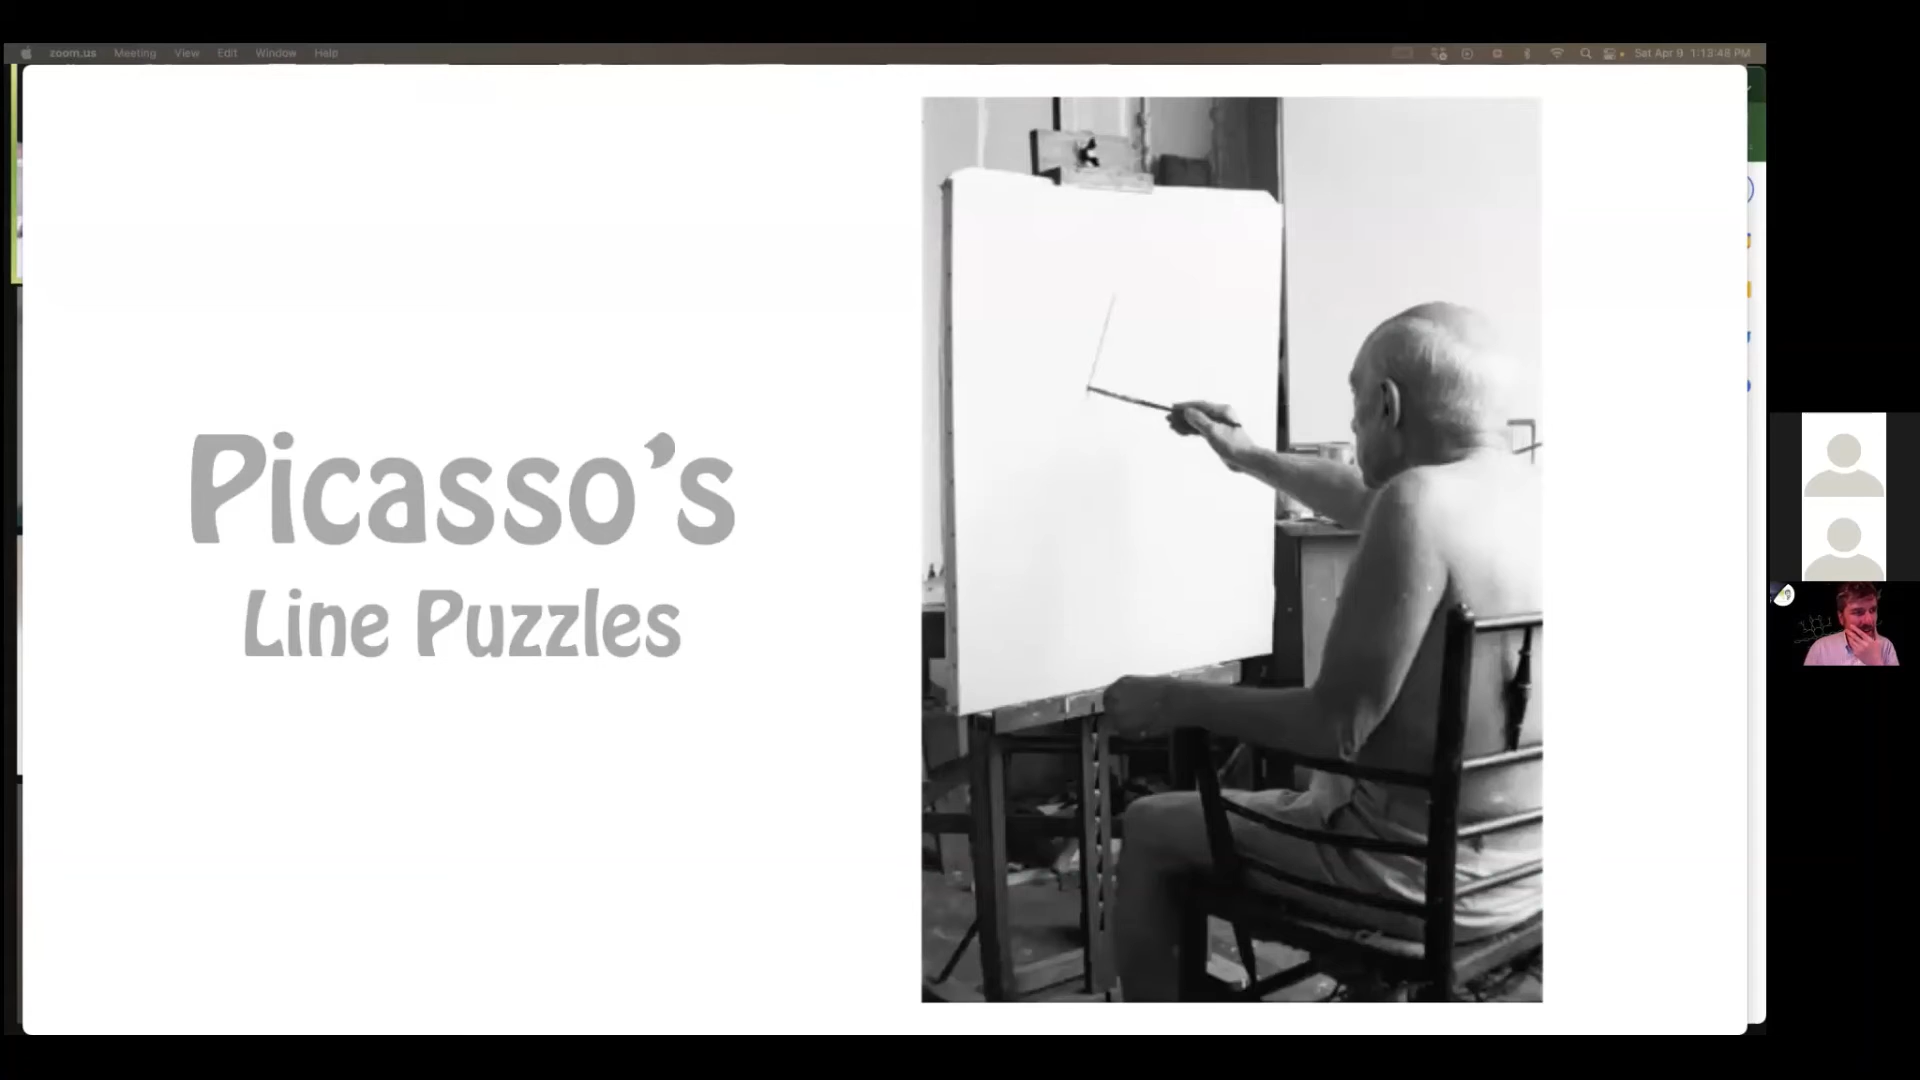 zoom.us Meeting View Edit Window Help Sat Apr 9 1:13:48 PM
Picasso's
Line Puzzles